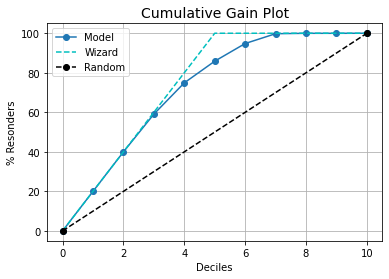 Cumulative Gain Plot
Model
Wizard
Random
% Resonders
100
80
60
40
20
0
0 2 4 6 8 10
Deciles